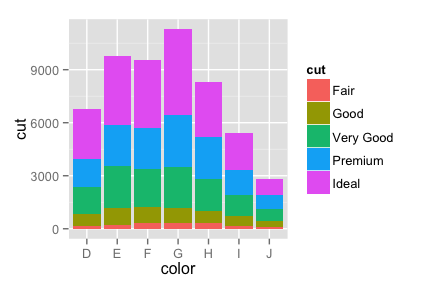 9000
6000
3000
0
cut
D E F G H I J
color
cut
Fair
Good
Very Good
Premium
Ideal